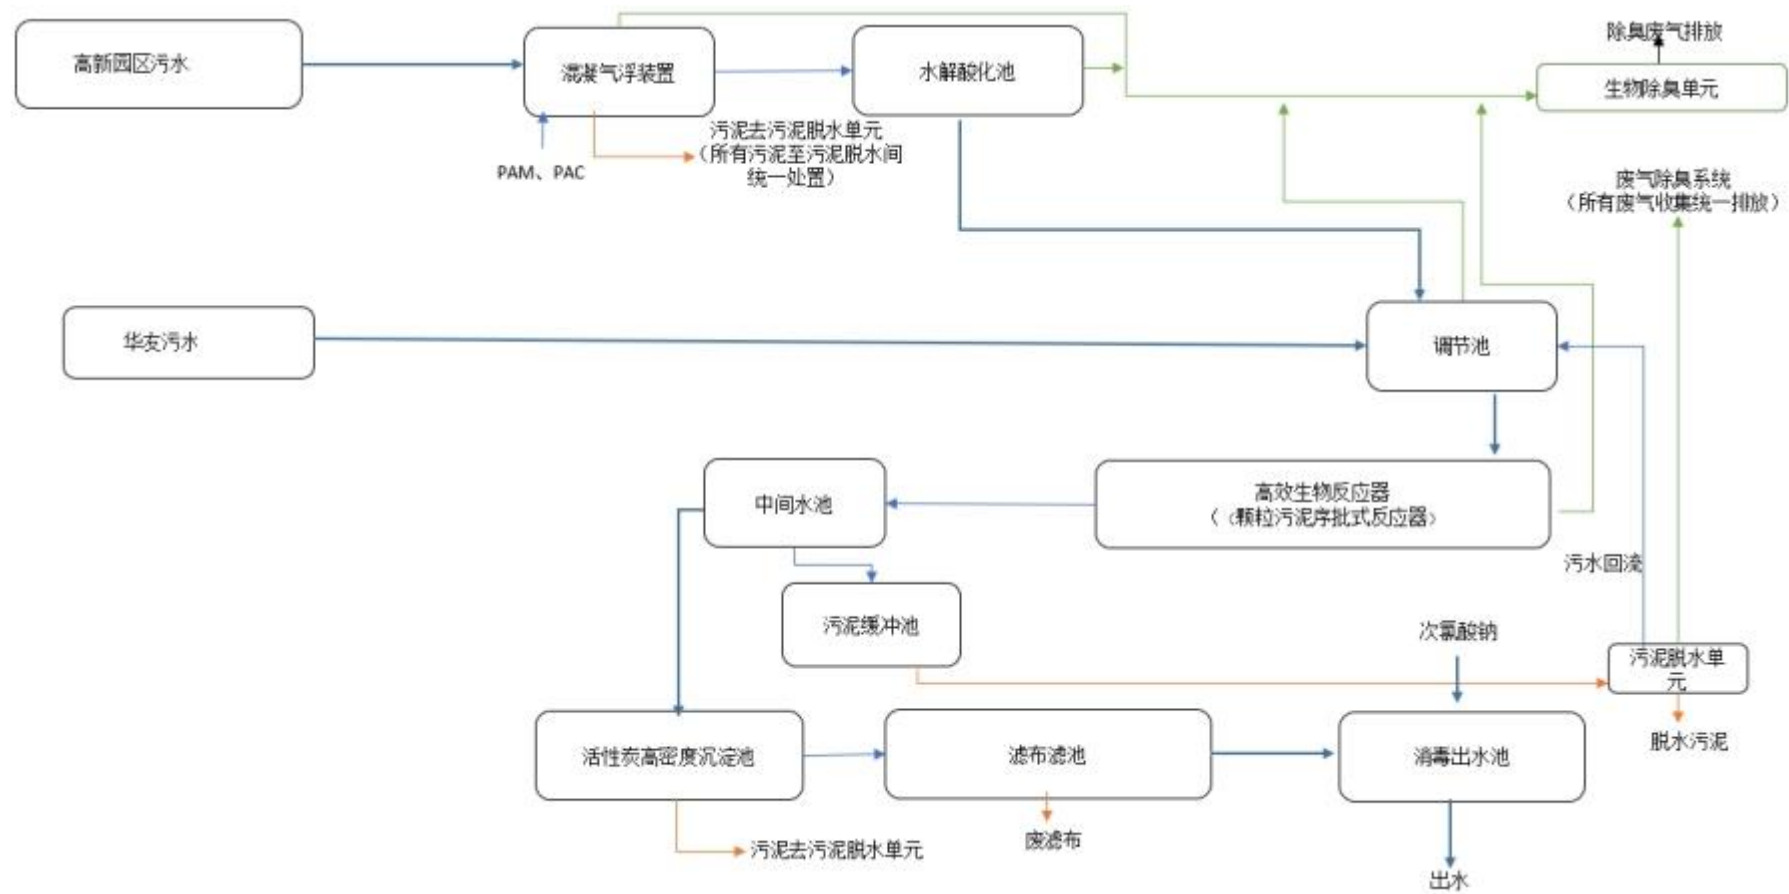 除臭废气排放
高新园区污水
混凝气浮装置
水解酸化池
生物除臭单元
污泥去污泥脱水单元
（所有污泥至污泥脱水间
统一处置）
PAM、PAC
废气除臭系统
（所有废气收集统一排放）
华友污水
调节池
中间水池
高效生物反应器
（（颗粒污泥序批式反应器）
污水回流
污泥缓冲池
次氯酸钠
污泥脱水单
元
脱水污泥
活性炭高密度沉淀池
滤布滤池
消毒出水池
污泥去污泥脱水单元
废滤布
出水